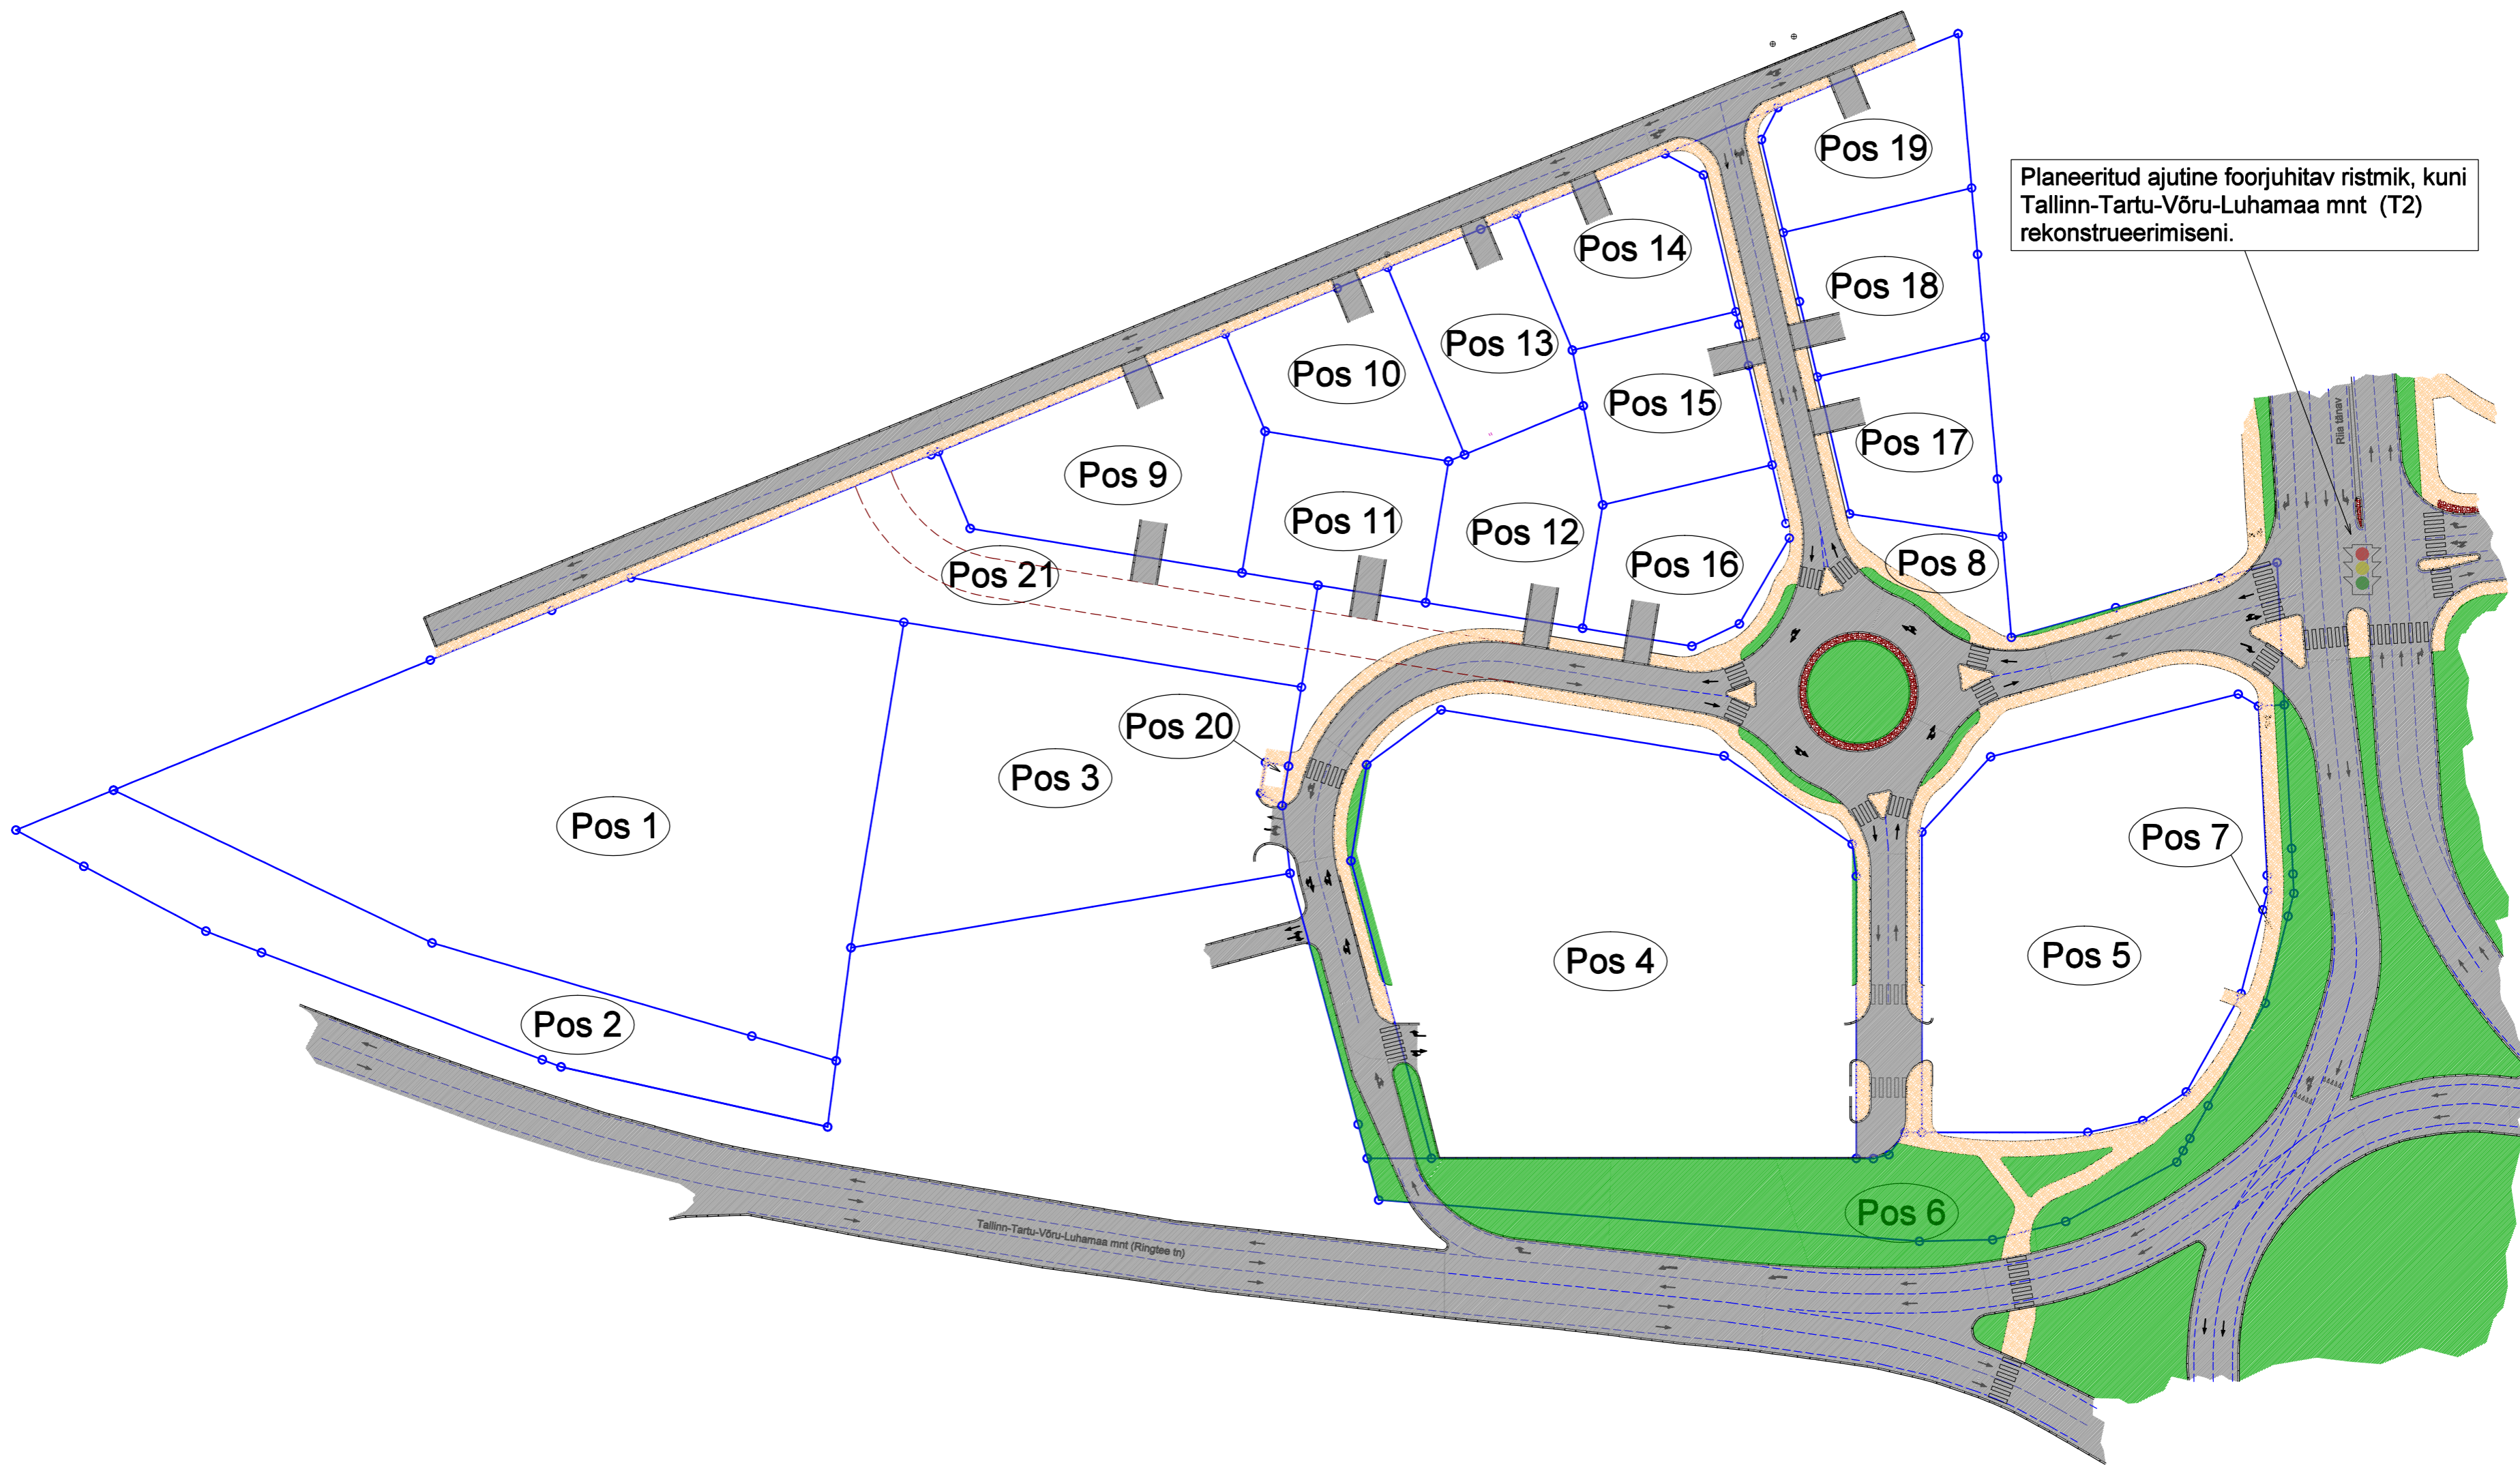 Pos 19
Planeeritud ajutine foorjuhitav ristmik, kuni
Tallinn-Tartu-Võru-Luhamaa mnt (T2)
rekonstrueerimiseni.
Pos 14
Pos 18
Pos 13
Pos 10
Pos 15
Riia tänav
Pos 17
Pos 9
Pos 11
Pos 12
Pos 16
Pos 8
Pos 21
Pos 20
Pos 3
Pos 1
Pos 7
Pos 4
Pos 5
Pos 2
Pos 6
Tallinn-Tartu-Võru-Luhamaa mnt (Ringtee tn)